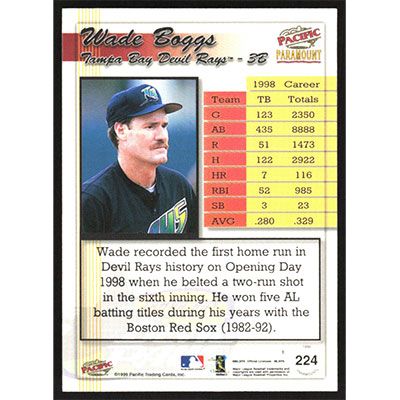 Wade Boggs
Tampa Bay Devil Rays™ - 3B
PACIFIC
PARAMOUNT
1998 Career
Team TB Totals
G 123 2350
AB 435 8888
R 51 1473
H 122 2922
HR 7 116
RBI 52 985
SB 3 23
AVG .280 .329
Wade recorded the first home run in
Devil Rays history on Opening Day
1998 when he belted a two-run shot
in the sixth inning. He won five AL
batting titles during his years with the
Boston Red Sox (1982-92).
PACIFIC
224